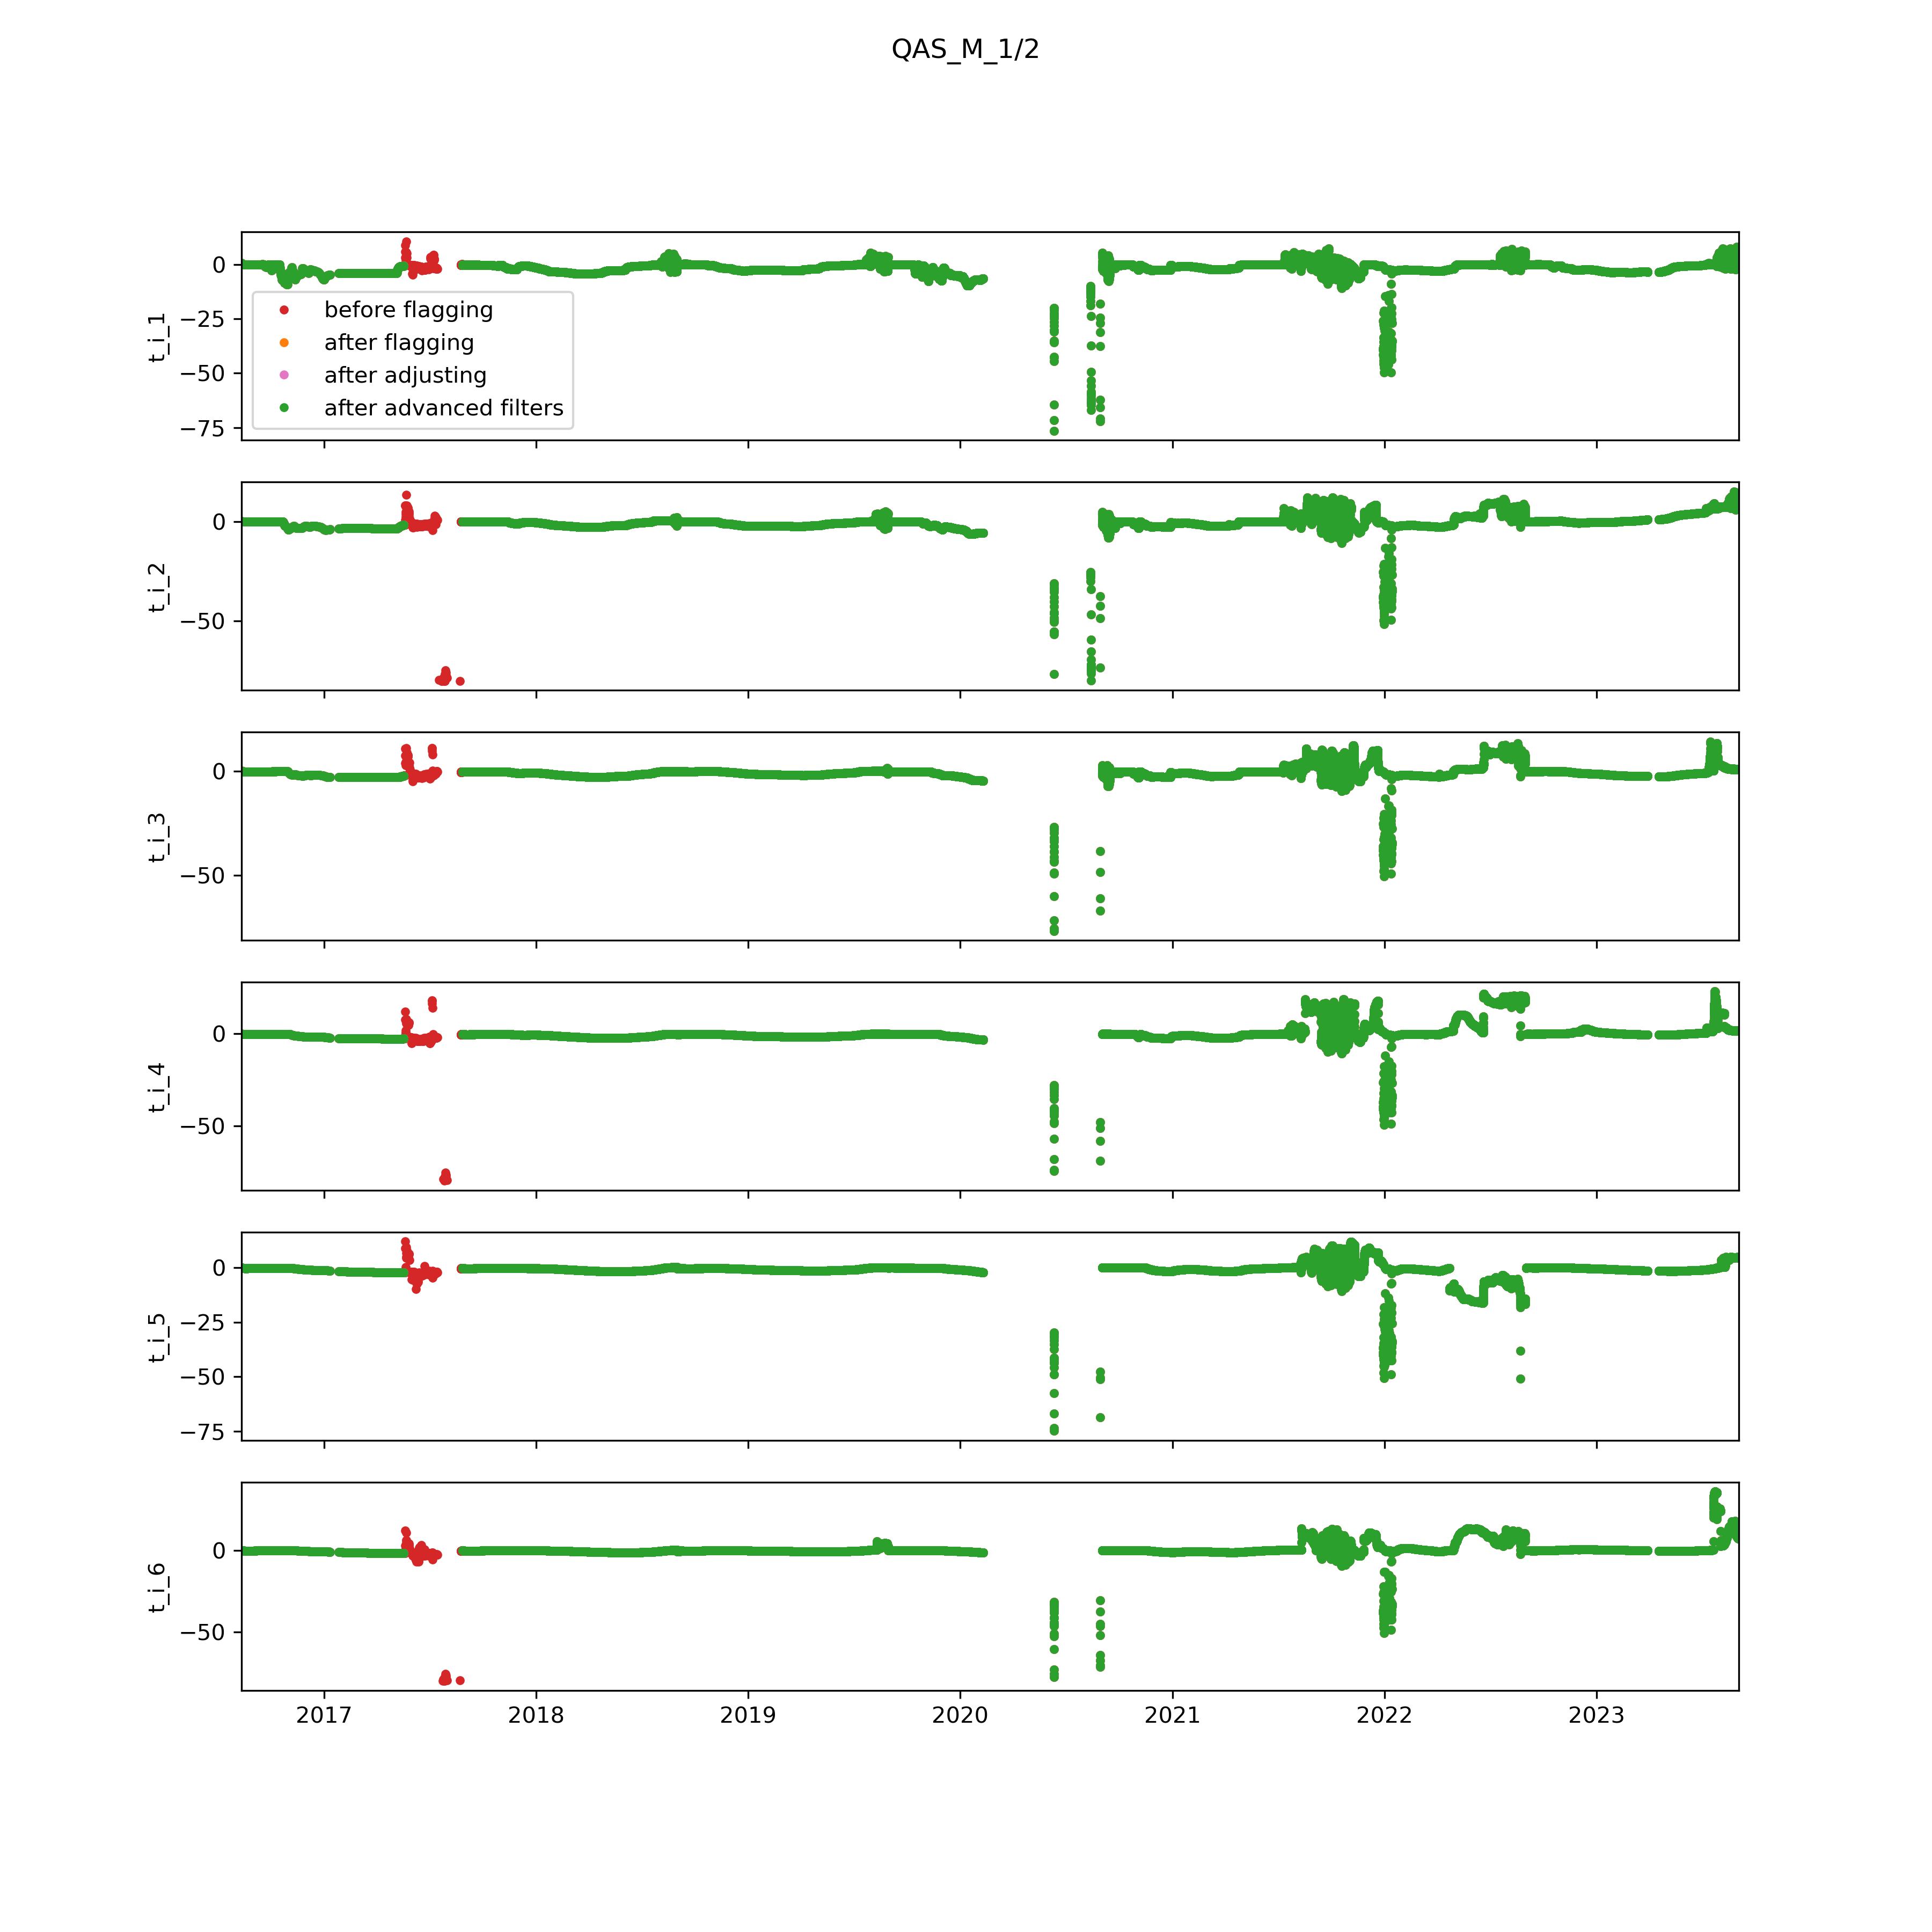 QAS_M_1/2
0
−25
−50
−75
t_i_1
before flagging
after flagging
after adjusting
after advanced filters
0
−50
t_i_2
0
−50
t_i_3
0
−50
t_i_4
0
−25
−50
−75
t_i_5
0
−50
t_i_6
2017 2018 2019 2020 2021 2022 2023